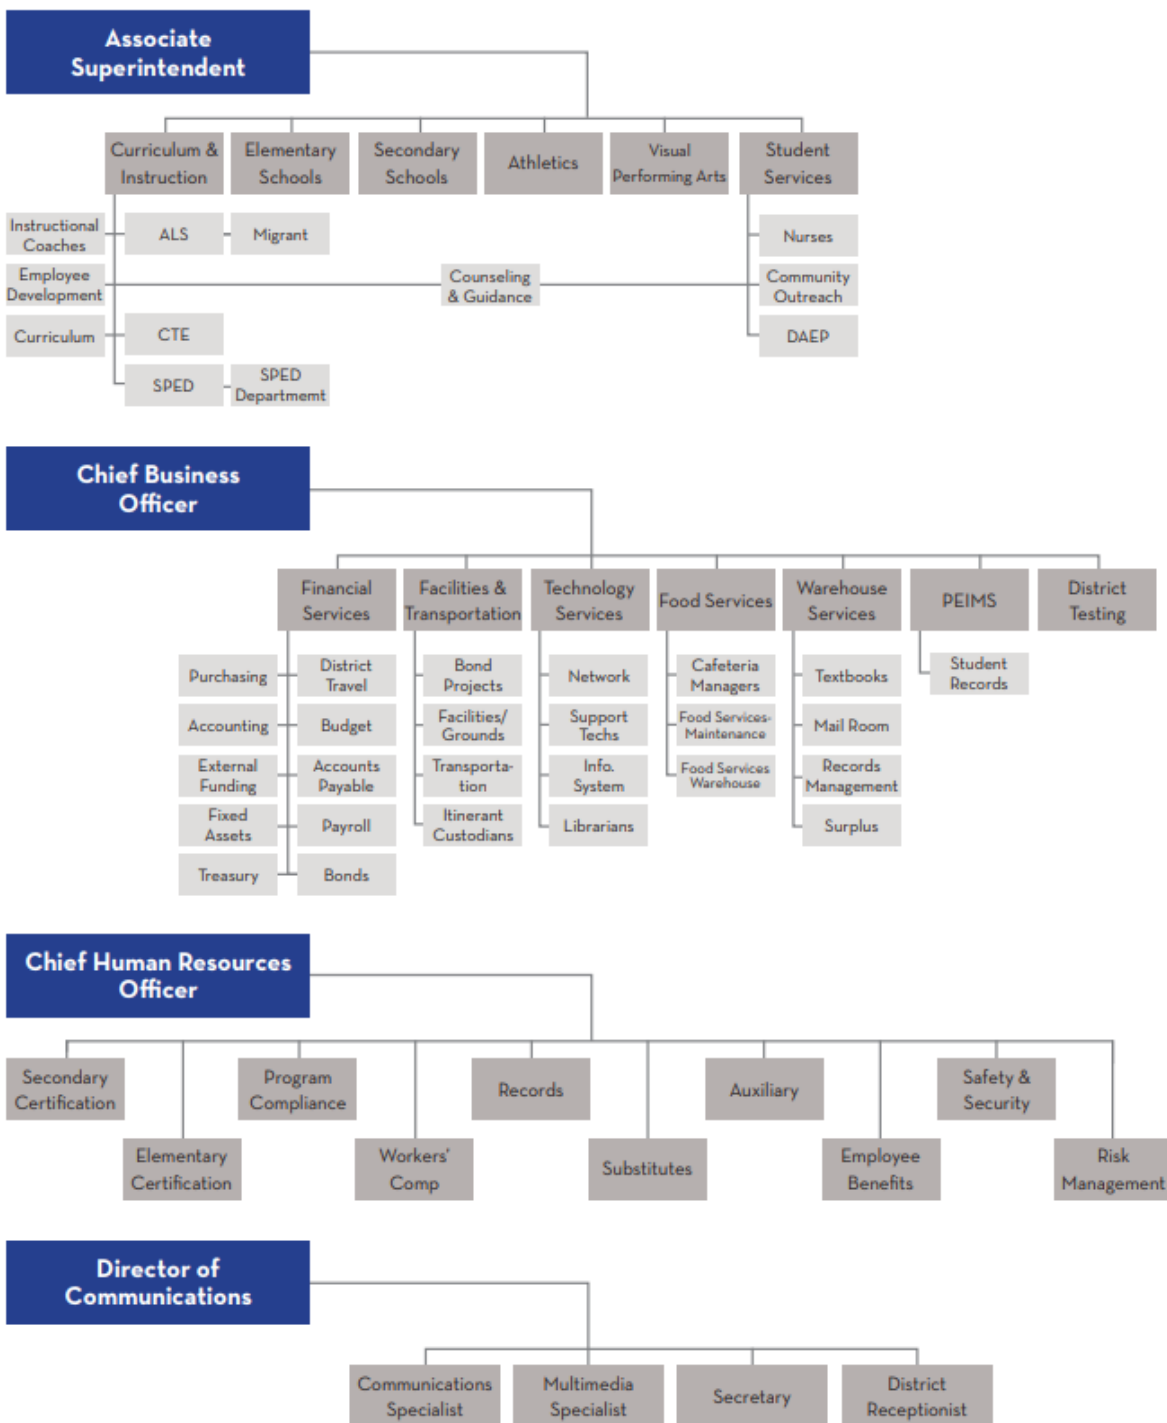 Associate
Superintendent
Curriculum &
Instruction
Elementary
Schools
Secondary
Schools
Athletics
Visual
Performing Arts
Student
Services
Instructional
Coaches
ALS
Migrant
Nurses
Employee
Development
Counseling
& Guidance
Community
Outreach
Curriculum
CTE
DAEP
SPED
SPED
Departmemt
Chief Business
Officer
Financial
Services
Facilities &
Transportation
Technology
Services
Food Services
Warehouse
Services
PEIMS
District
Testing
Purchasing
District
Travel
Bond
Projects
Network
Cafeteria
Managers
Textbooks
Student
Records
Accounting
Budget
Facilities/
Grounds
Support
Techs
Food Services-
Maintenance
Mail Room
External
Funding
Accounts
Payable
Transporta-
tion
Info.
System
Food Services
Warehouse
Records
Management
Fixed
Assets
Payroll
Itinerant
Custodians
Librarians
Surplus
Treasury
Bonds
Chief Human Resources
Officer
Secondary
Certification
Program
Compliance
Records
Auxiliary
Safety &
Security
Elementary
Certification
Workers'
Comp
Substitutes
Employee
Benefits
Risk
Management
Director of
Communications
Communications
Specialist
Multimedia
Specialist
Secretary
District
Receptionist